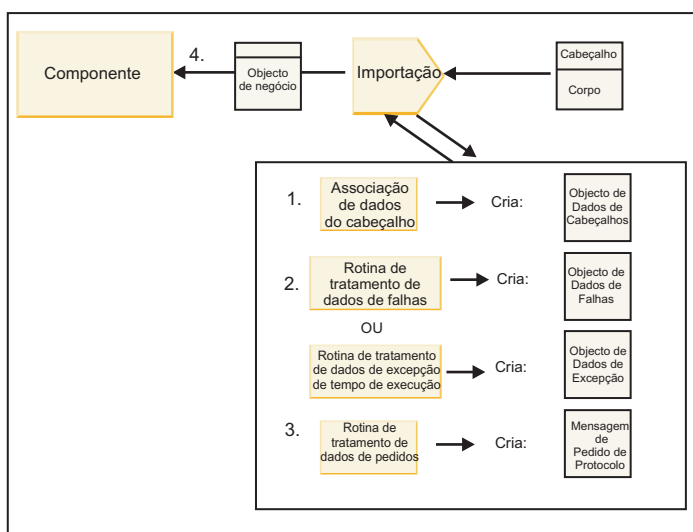 Componente
4.
Objecto
de negócio
Importação
Cabeçalho
Corpo
1.
Associação
de dados
do cabeçalho
Cria:
Objecto de
Dados de
Cabeçalhos
2.
Rotina de
tratamento de
dados de falhas
Cria:
Objecto de
Dados de
Falhas
OU
Rotina de tratamento
de dados de excepção
de tempo de execução
Cria:
Objecto de
Dados de
Excepção
3.
Rotina de
tratamento de
dados de pedidos
Cria:
Mensagem
de
Pedido de
Protocolo